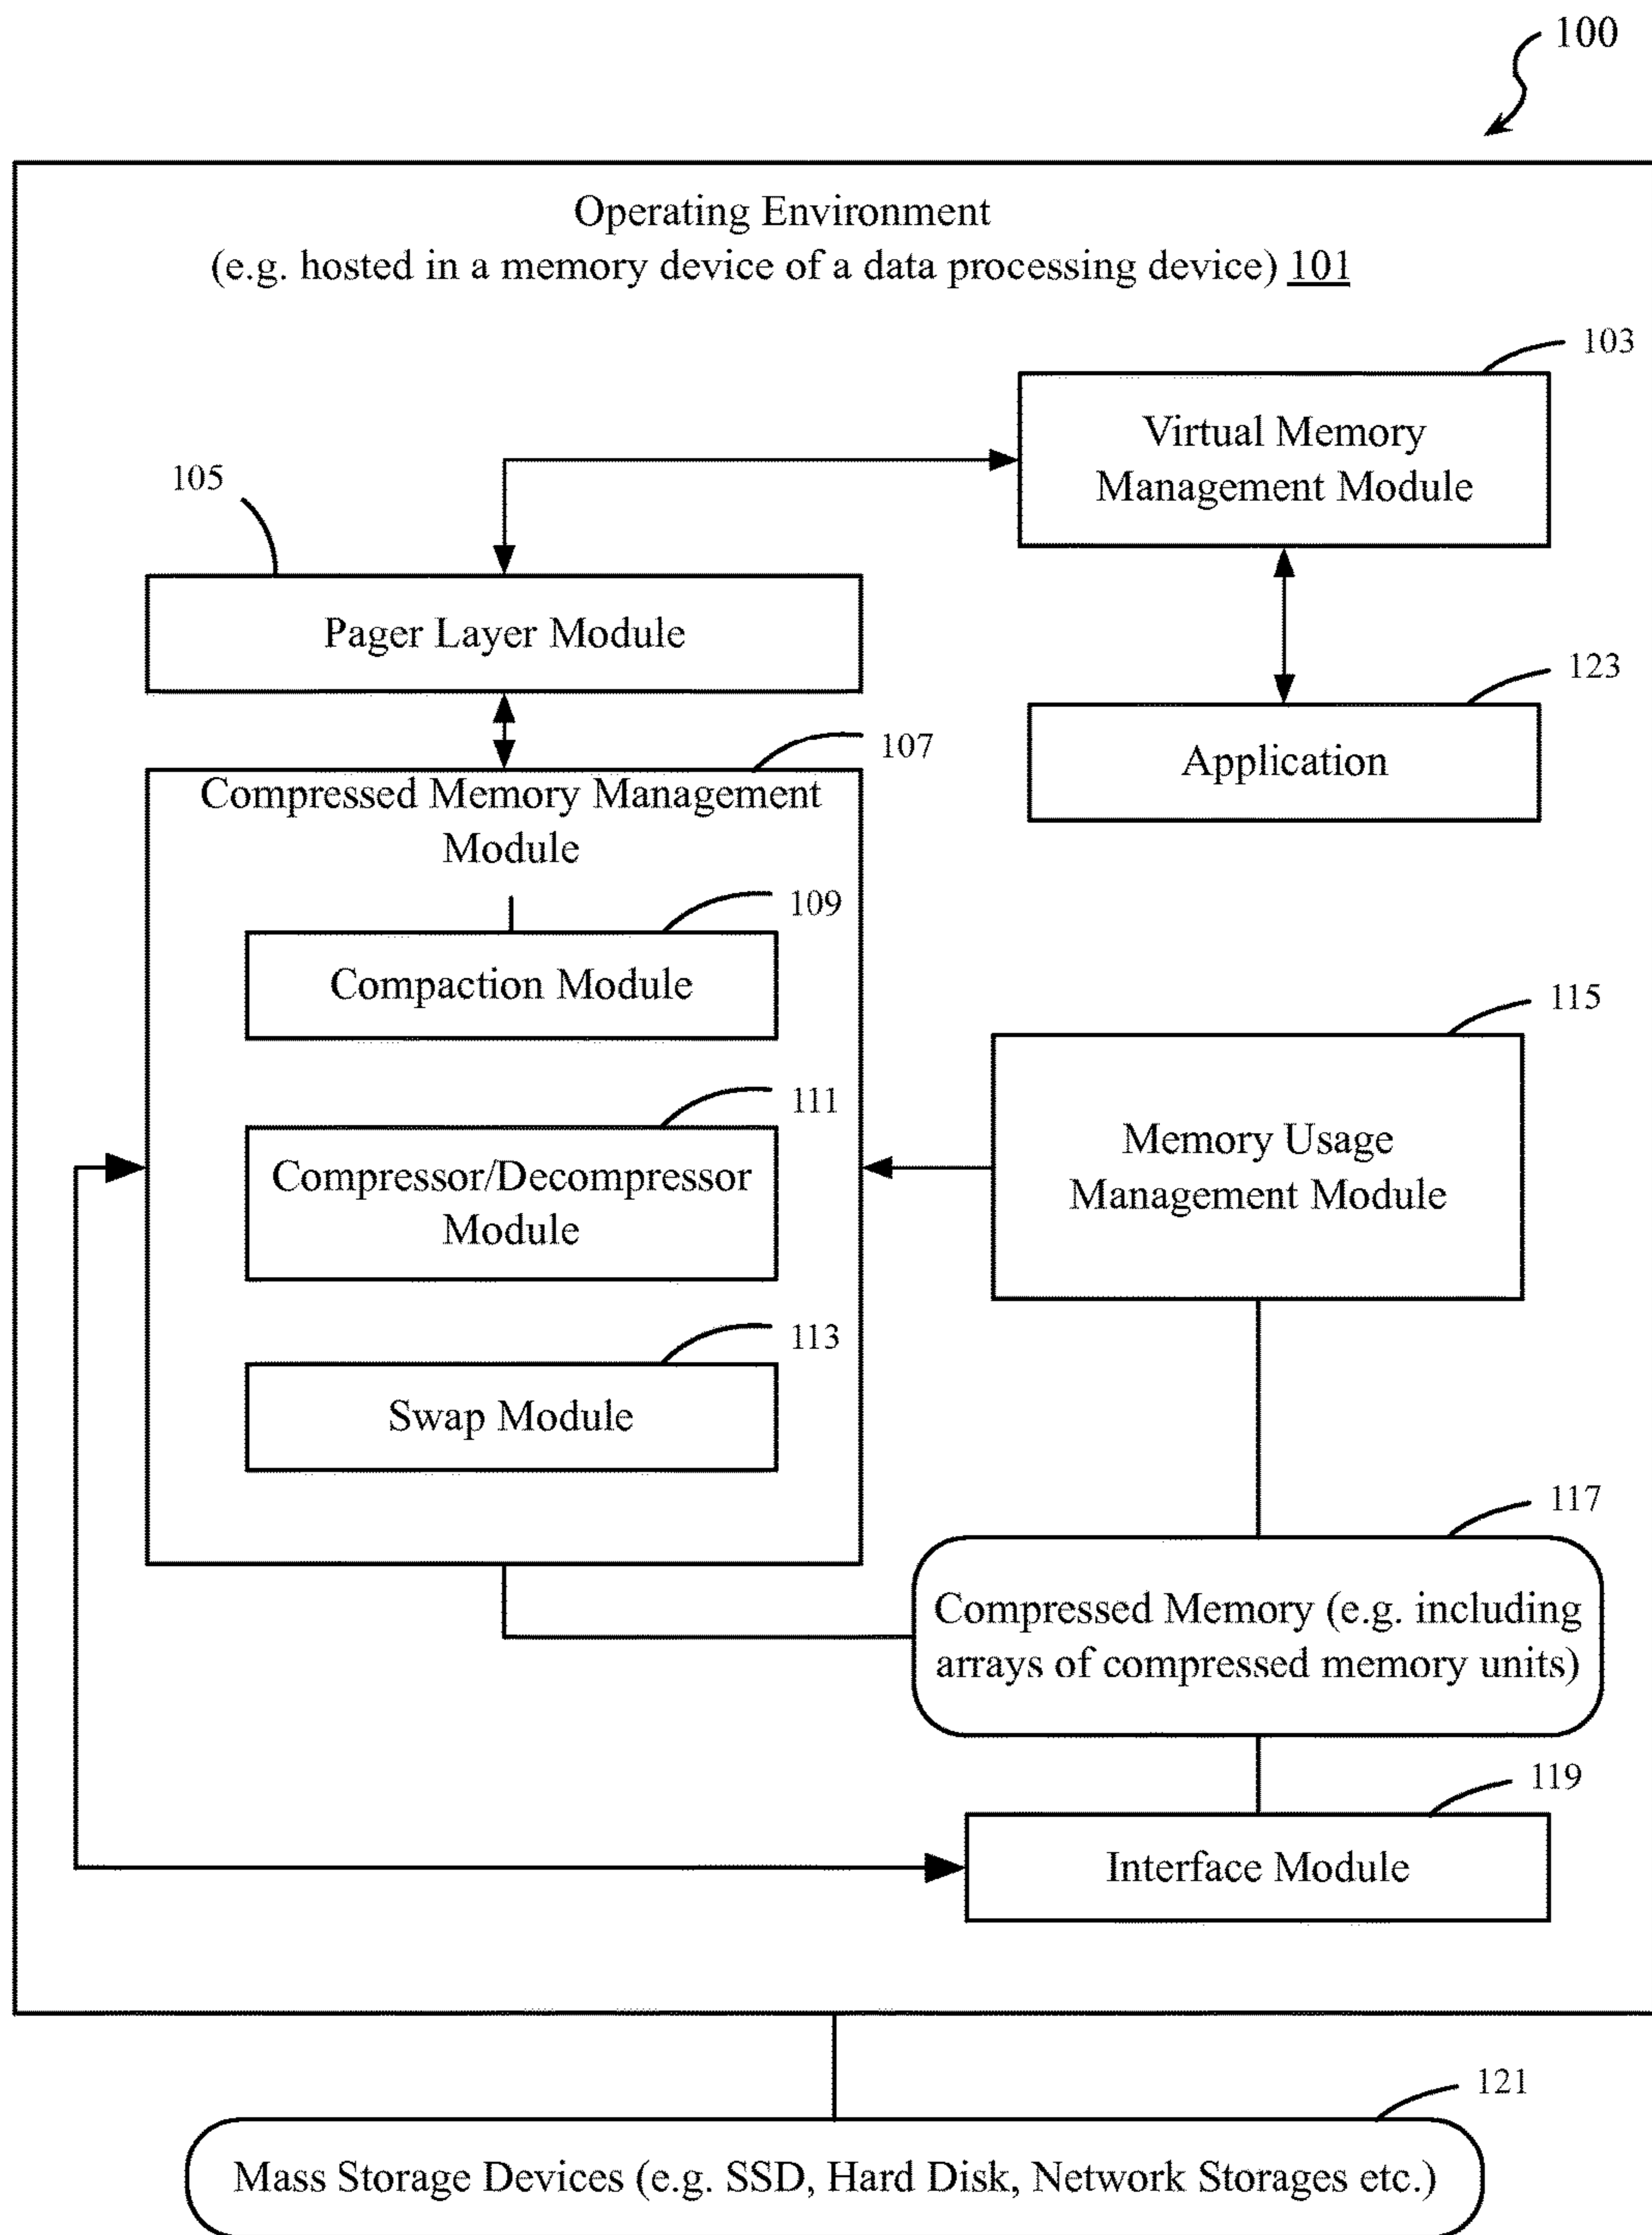 100
Operating Environment
(e.g. hosted in a memory device of a data processing device) 101
103
Virtual Memory
Management Module
105
Pager Layer Module
123
Application
107
Compressed Memory Management
Module
109
Compaction Module
111
Compressor/Decompressor
Module
113
Swap Module
115
Memory Usage
Management Module
117
Compressed Memory (e.g. including
arrays of compressed memory units)
119
Interface Module
121
Mass Storage Devices (e.g. SSD, Hard Disk, Network Storages etc.)